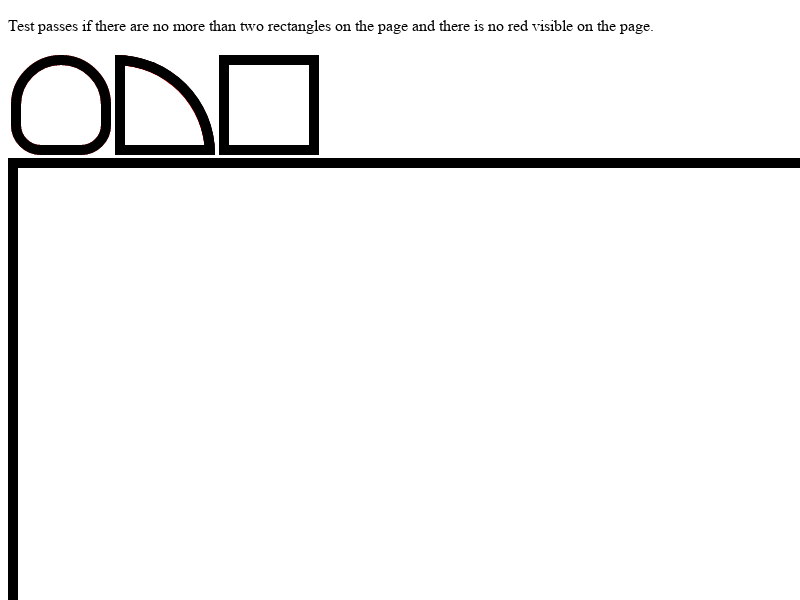 Test passes if there are no more than two rectangles on the page and there is no red visible on the page.